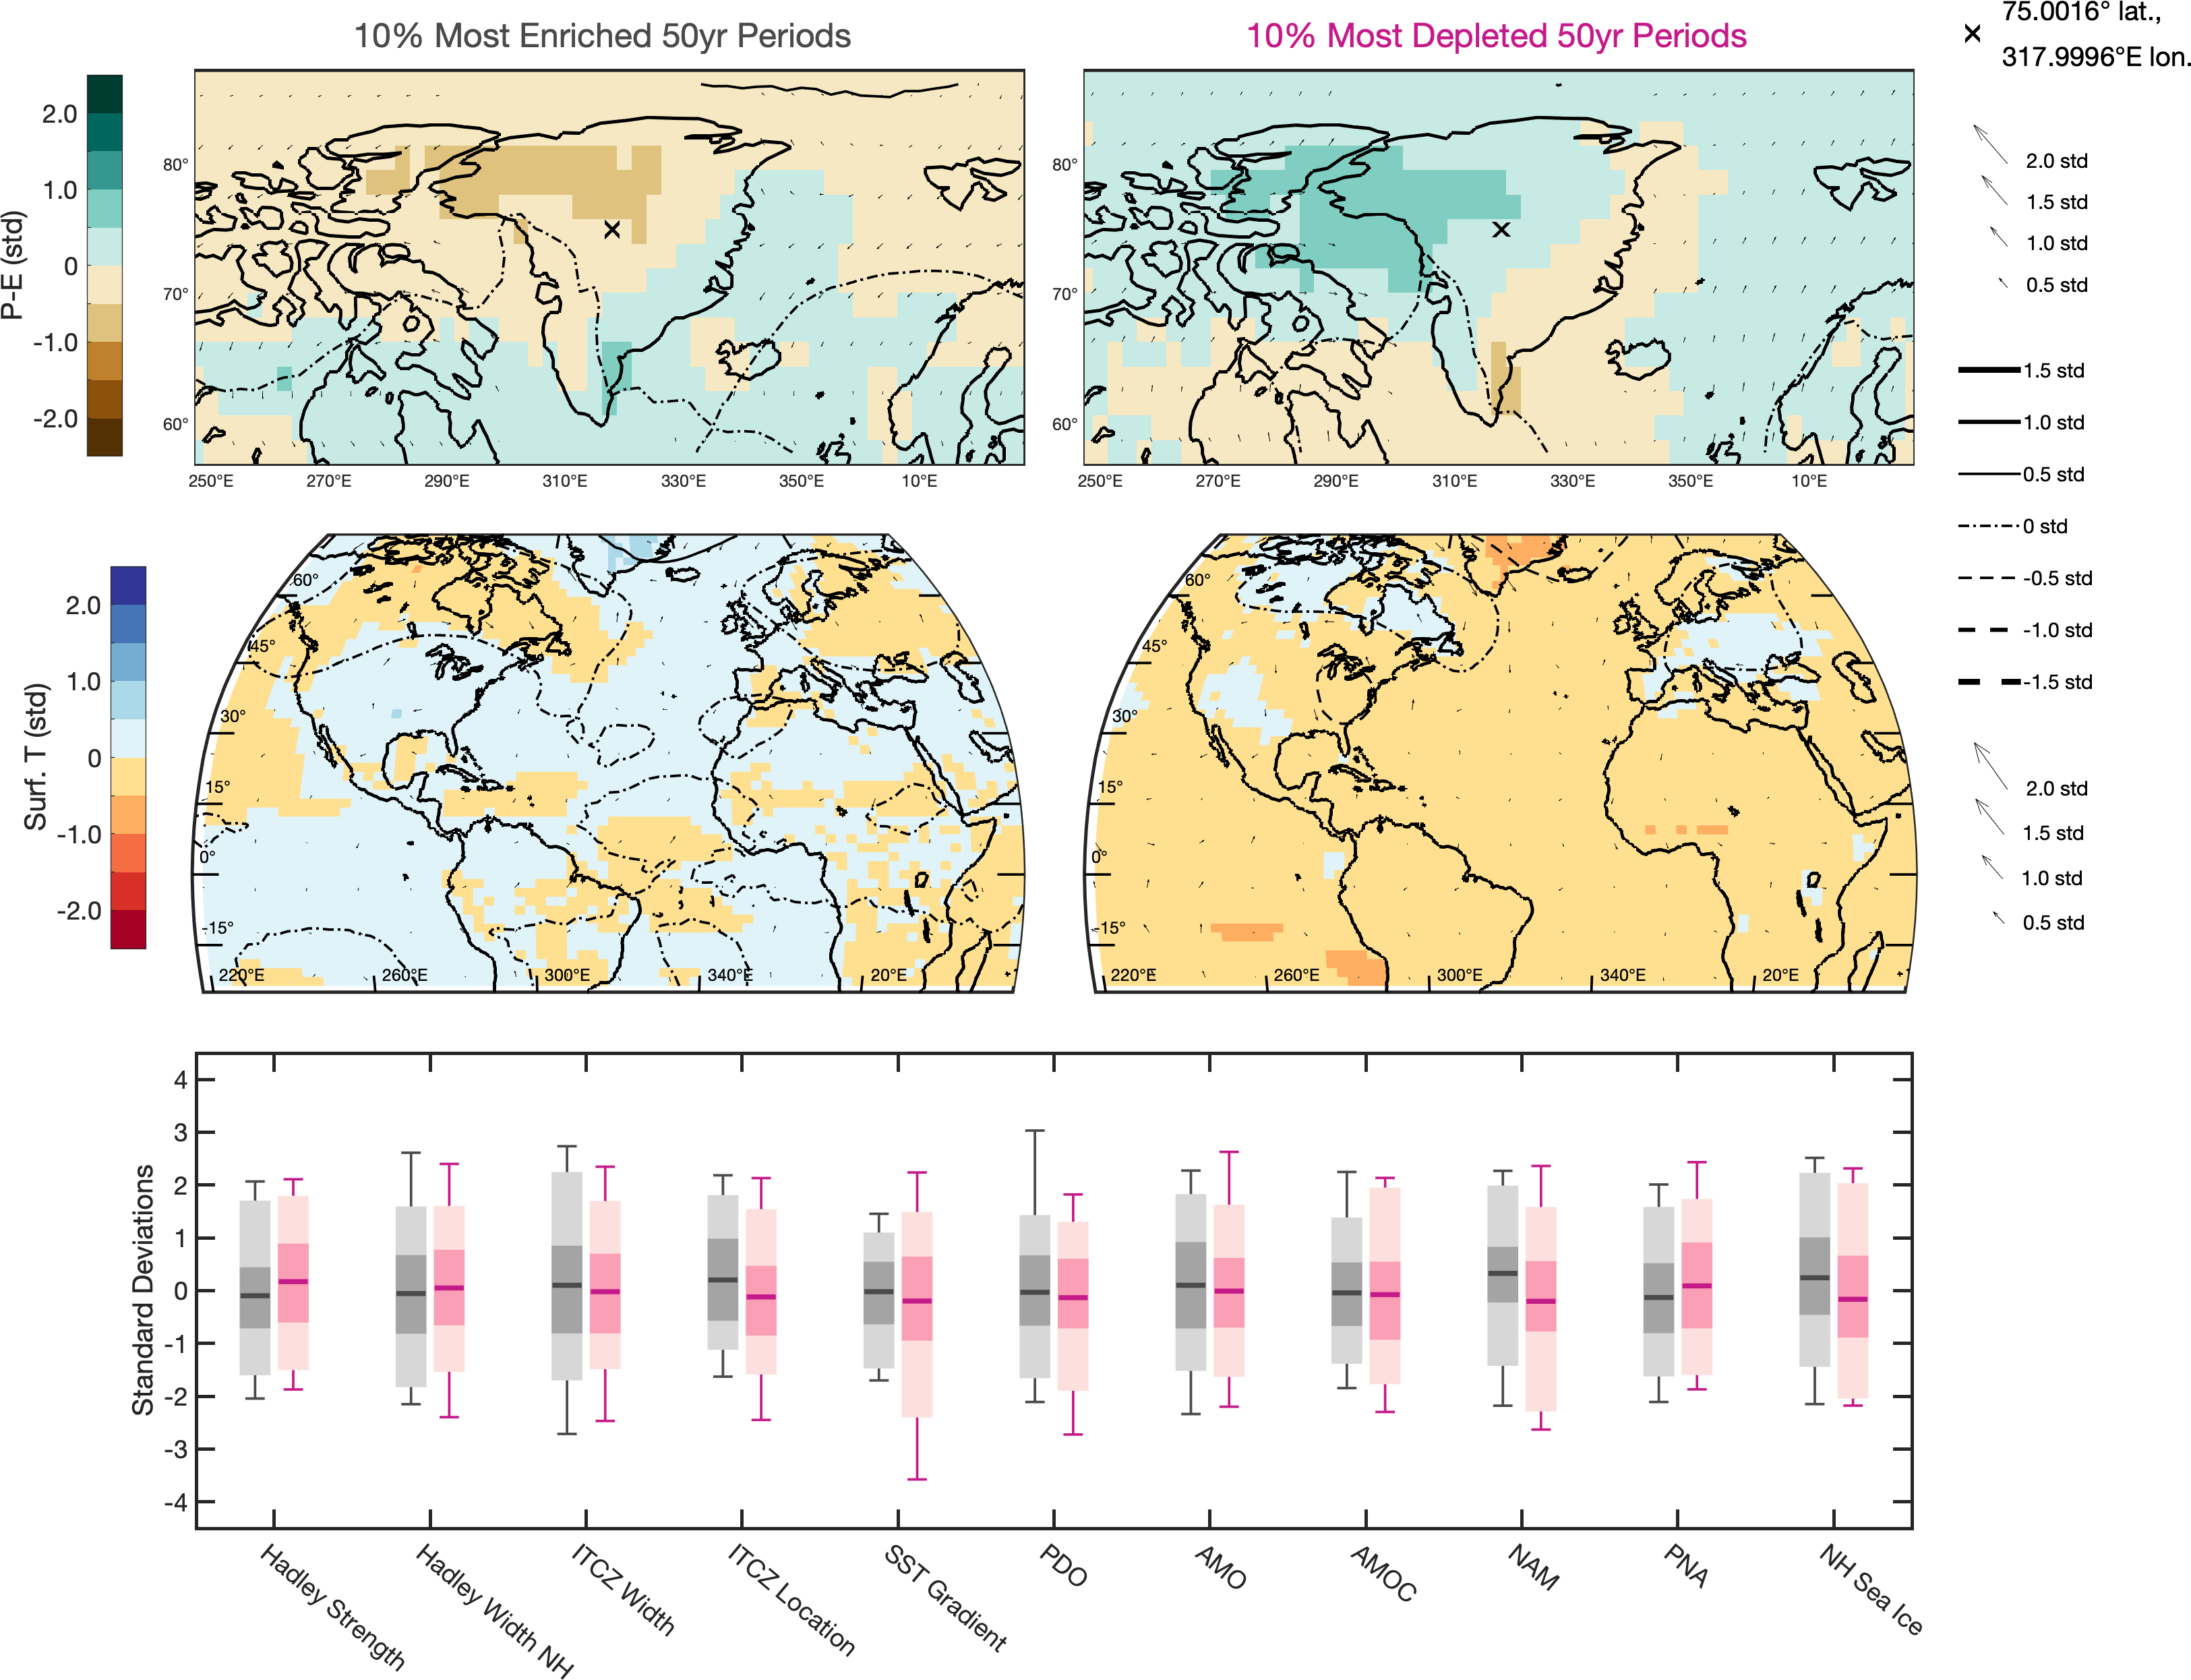 10% Most Enriched 50yr Periods
10% Most Depleted 50yr Periods
75.0016° lat.,
317.9996°E lon.
P-E (std)
2.0
1.0
0
-1.0
-2.0
80°
70°
60°
250°E
270°E
290°E
310°E
330°E
350°E
10°E
80°
70°
60°
250°E
270°E
290°E
310°E
330°E
350°E
10°E
2.0 std
1.5 std
1.0 std
0.5 std
1.5 std
1.0 std
0.5 std
0 std
-0.5 std
-1.0 std
-1.5 std
Surf. T (std)
2.0
1.0
0
-1.0
-2.0
60°
45°
30°
15°
0°
-15°
220°E
260°E
300°E
340°E
20°E
60°
45°
30°
15°
0°
-15°
220°E
260°E
300°E
340°E
20°E
2.0 std
1.5 std
1.0 std
0.5 std
Standard Deviations
4
3
2
1
0
-1
-2
-3
-4
Hadley Strength
Hadley Width NH
ITCZ Width
ITCZ Location
SST Gradient
PDO
AMO
AMOC
NAM
PNA
NH Sea Ice